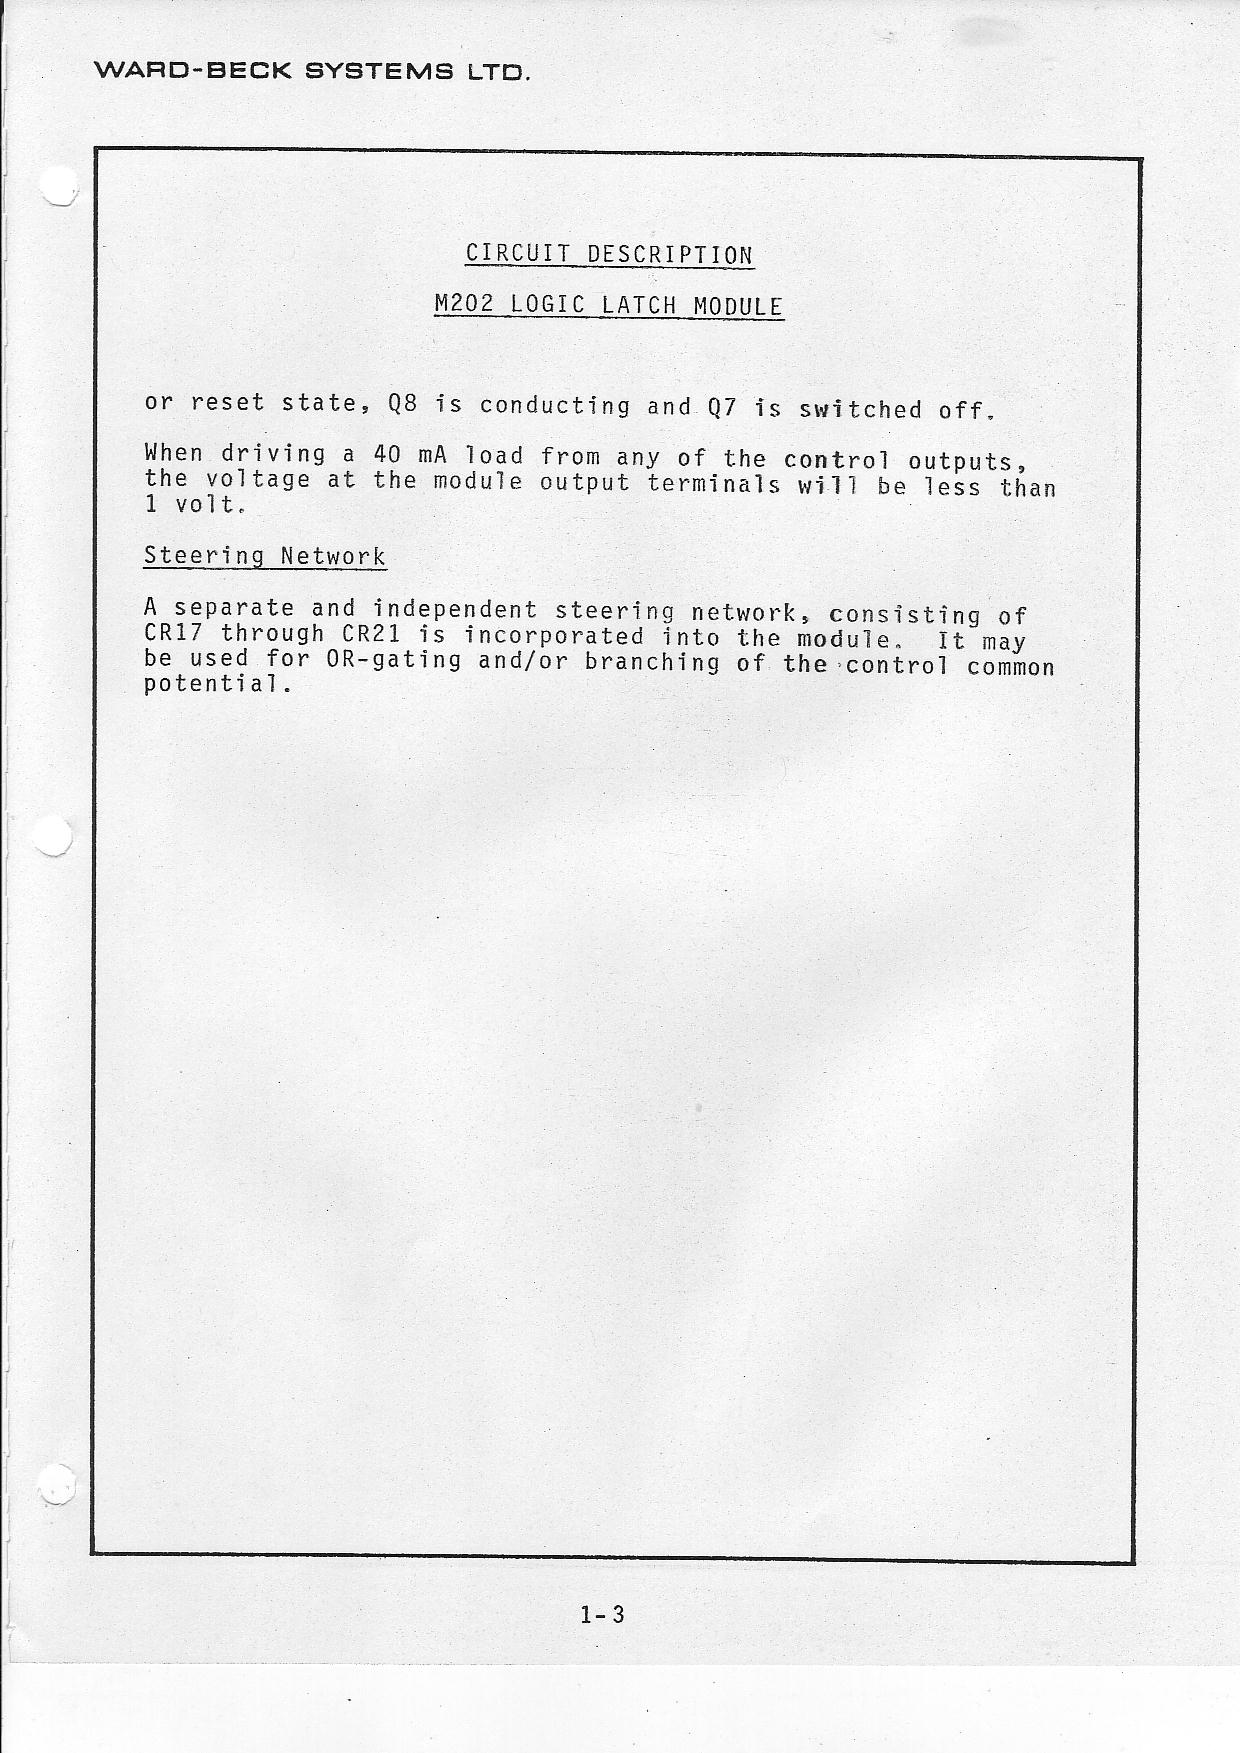 WARD-BECK SYSTEMS LTD.
CIRCUIT DESCRIPTION
M202 LOGIC LATCH MODULE
or reset state, Q8 is conducting and Q7 is switched off.
When driving a 40 mA load from any of the control outputs,
the voltage at the module output terminals will be less than
1 volt.
Steering Network
A separate and independent steering network, consisting of
CR17 through CR21 is incorporated into the module. It may
be used for OR-gating and/or branching of the control common
potential.
1-3